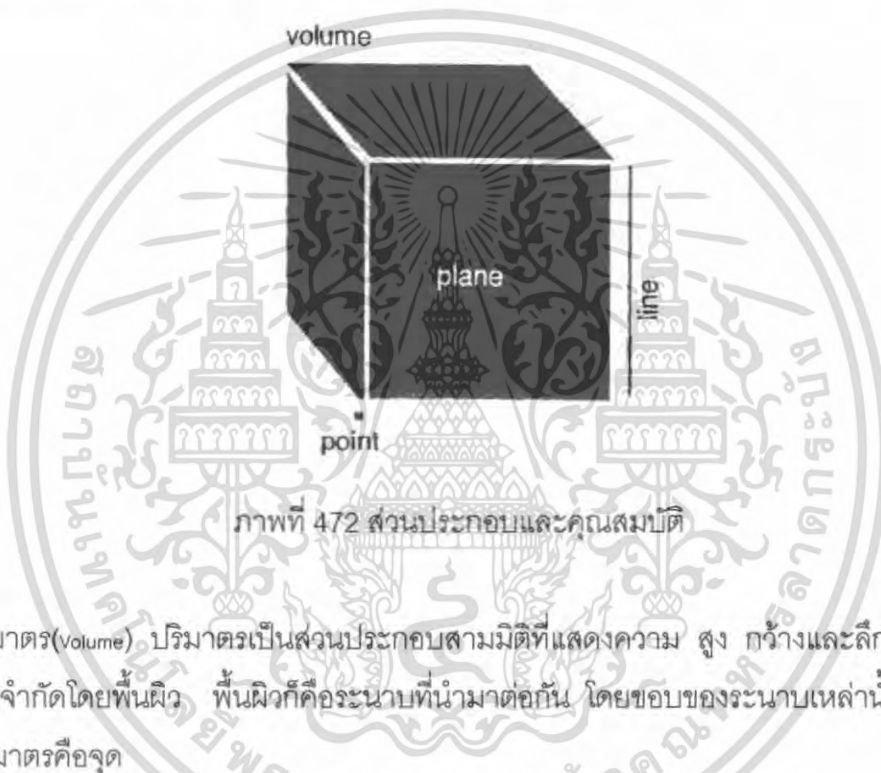 volume
plane
line
point
ภาพที่ 472 ส่วนประกอบและคุณสมบัติ
มาตร(volume) ปริมาตรเป็นส่วนประกอบสามมิติที่แสดงความ สูง กว้างและลึก
จำกัดโดยพื้นผิว พื้นผิวก็คือระนาบที่นำมาต่อกัน โดยขอบของระนาบเหล่านั้
มาตรคือจุด